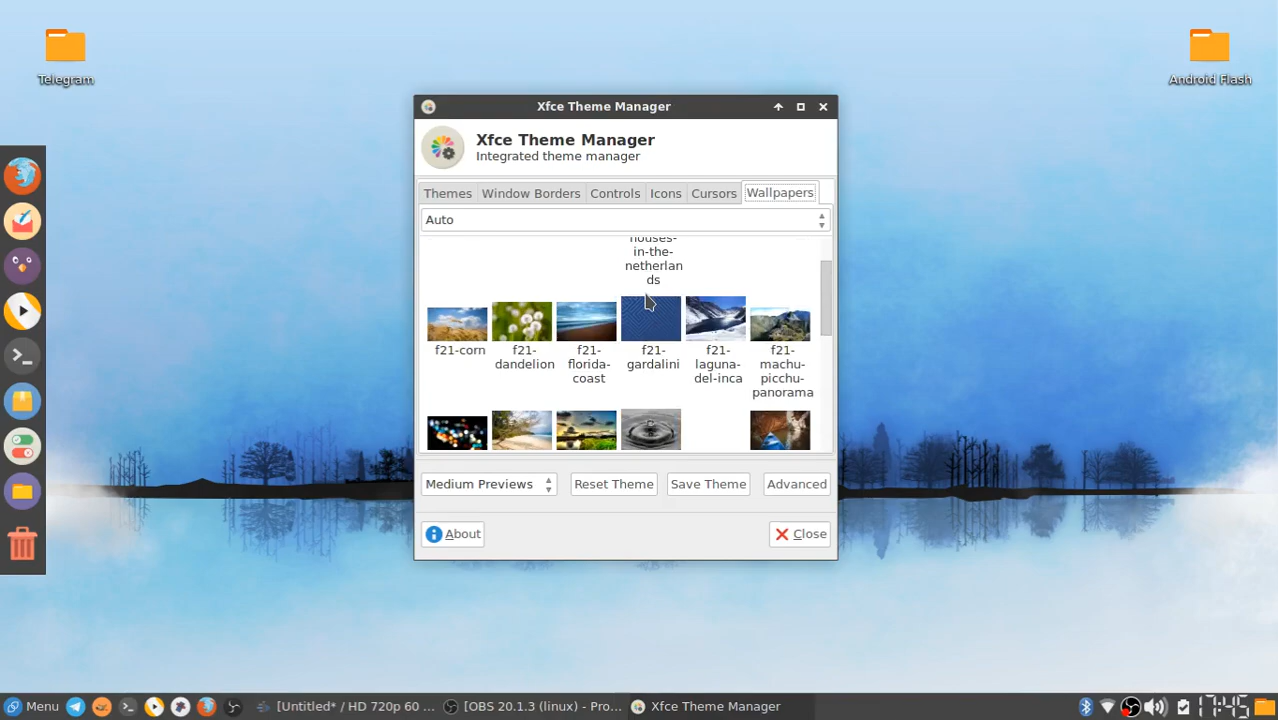 Telegram
Android Flash
Xfce Theme Manager
Xfce Theme Manager
Integrated theme manager
Themes
Window Borders
Controls
Icons
Cursors
Wallpapers
Auto
houses-
in-the-
netherlan
ds
f21-corn
f21-
dandelion
f21-
florida-
coast
f21-
gardalini
f21-
laguna-
del-inca
f21-
machu-
picchu-
panorama
Medium Previews
Reset Theme
Save Theme
Advanced
About
Close
Menu
[Untitled* / HD 720p 60 ...
[OBS 20.1.3 (linux) - Pro...
Xfce Theme Manager
17:45